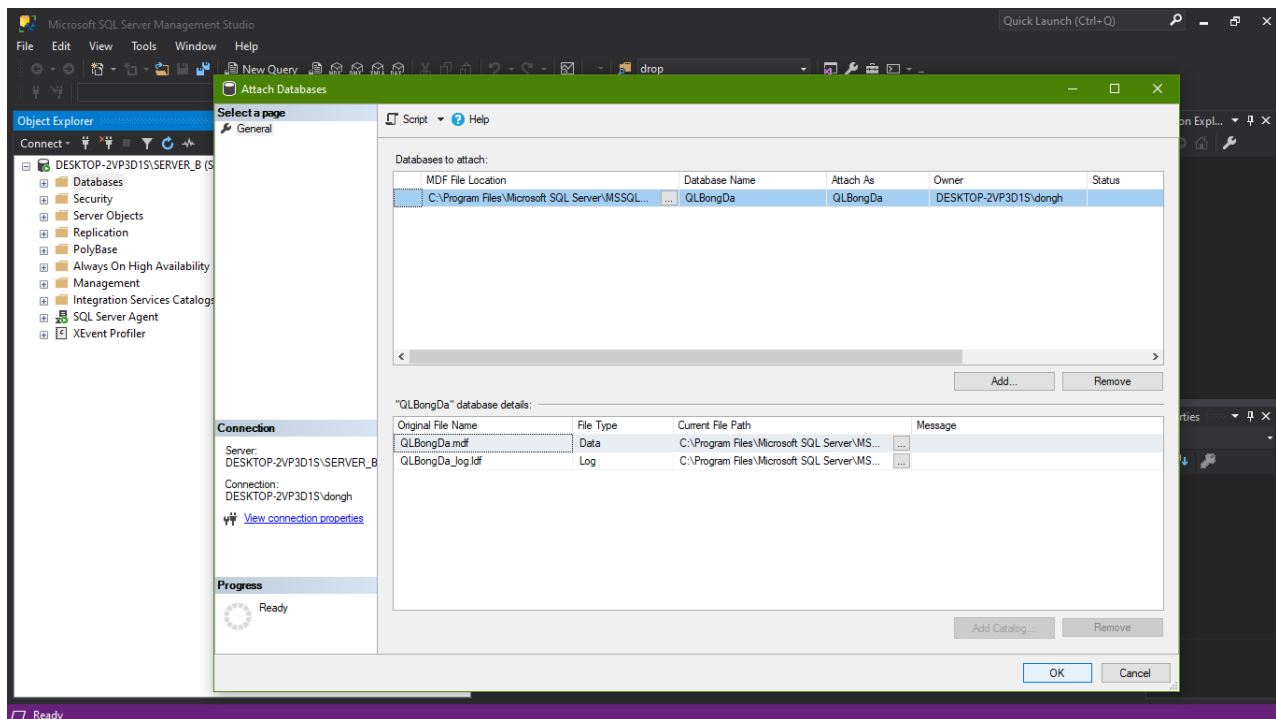 Microsoft SQL Server Management Studio
Quick Launch (Ctrl+Q)
File Edit View Tools Window Help
New Query
drop
Attach Databases
Object Explorer
Connect
DESKTOP-2VP3D1S\SERVER_B (S
Databases
Security
Server Objects
Replication
PolyBase
Always On High Availability
Management
Integration Services Catalogs
SQL Server Agent
XEvent Profiler
Select a page
General
Script Help
Databases to attach:
MDF File Location Database Name Attach As Owner Status
C:\Program Files\Microsoft SQL Server\MSSQL... ... QLBongDa QLBongDa DESKTOP-2VP3D1S\dongh
Add... Remove
"QLBongDa" database details:
Original File Name File Type Current File Path Message
QLBongDa.mdf Data C:\Program Files\Microsoft SQL Server\MS... ...
QLBongDa_log.ldf Log C:\Program Files\Microsoft SQL Server\MS... ...
Connection
Server:
DESKTOP-2VP3D1S\SERVER_B
Connection:
DESKTOP-2VP3D1S\dongh
View connection properties
Progress
Ready
Add Catalog... Remove
OK Cancel
on Expl...
rties
Ready